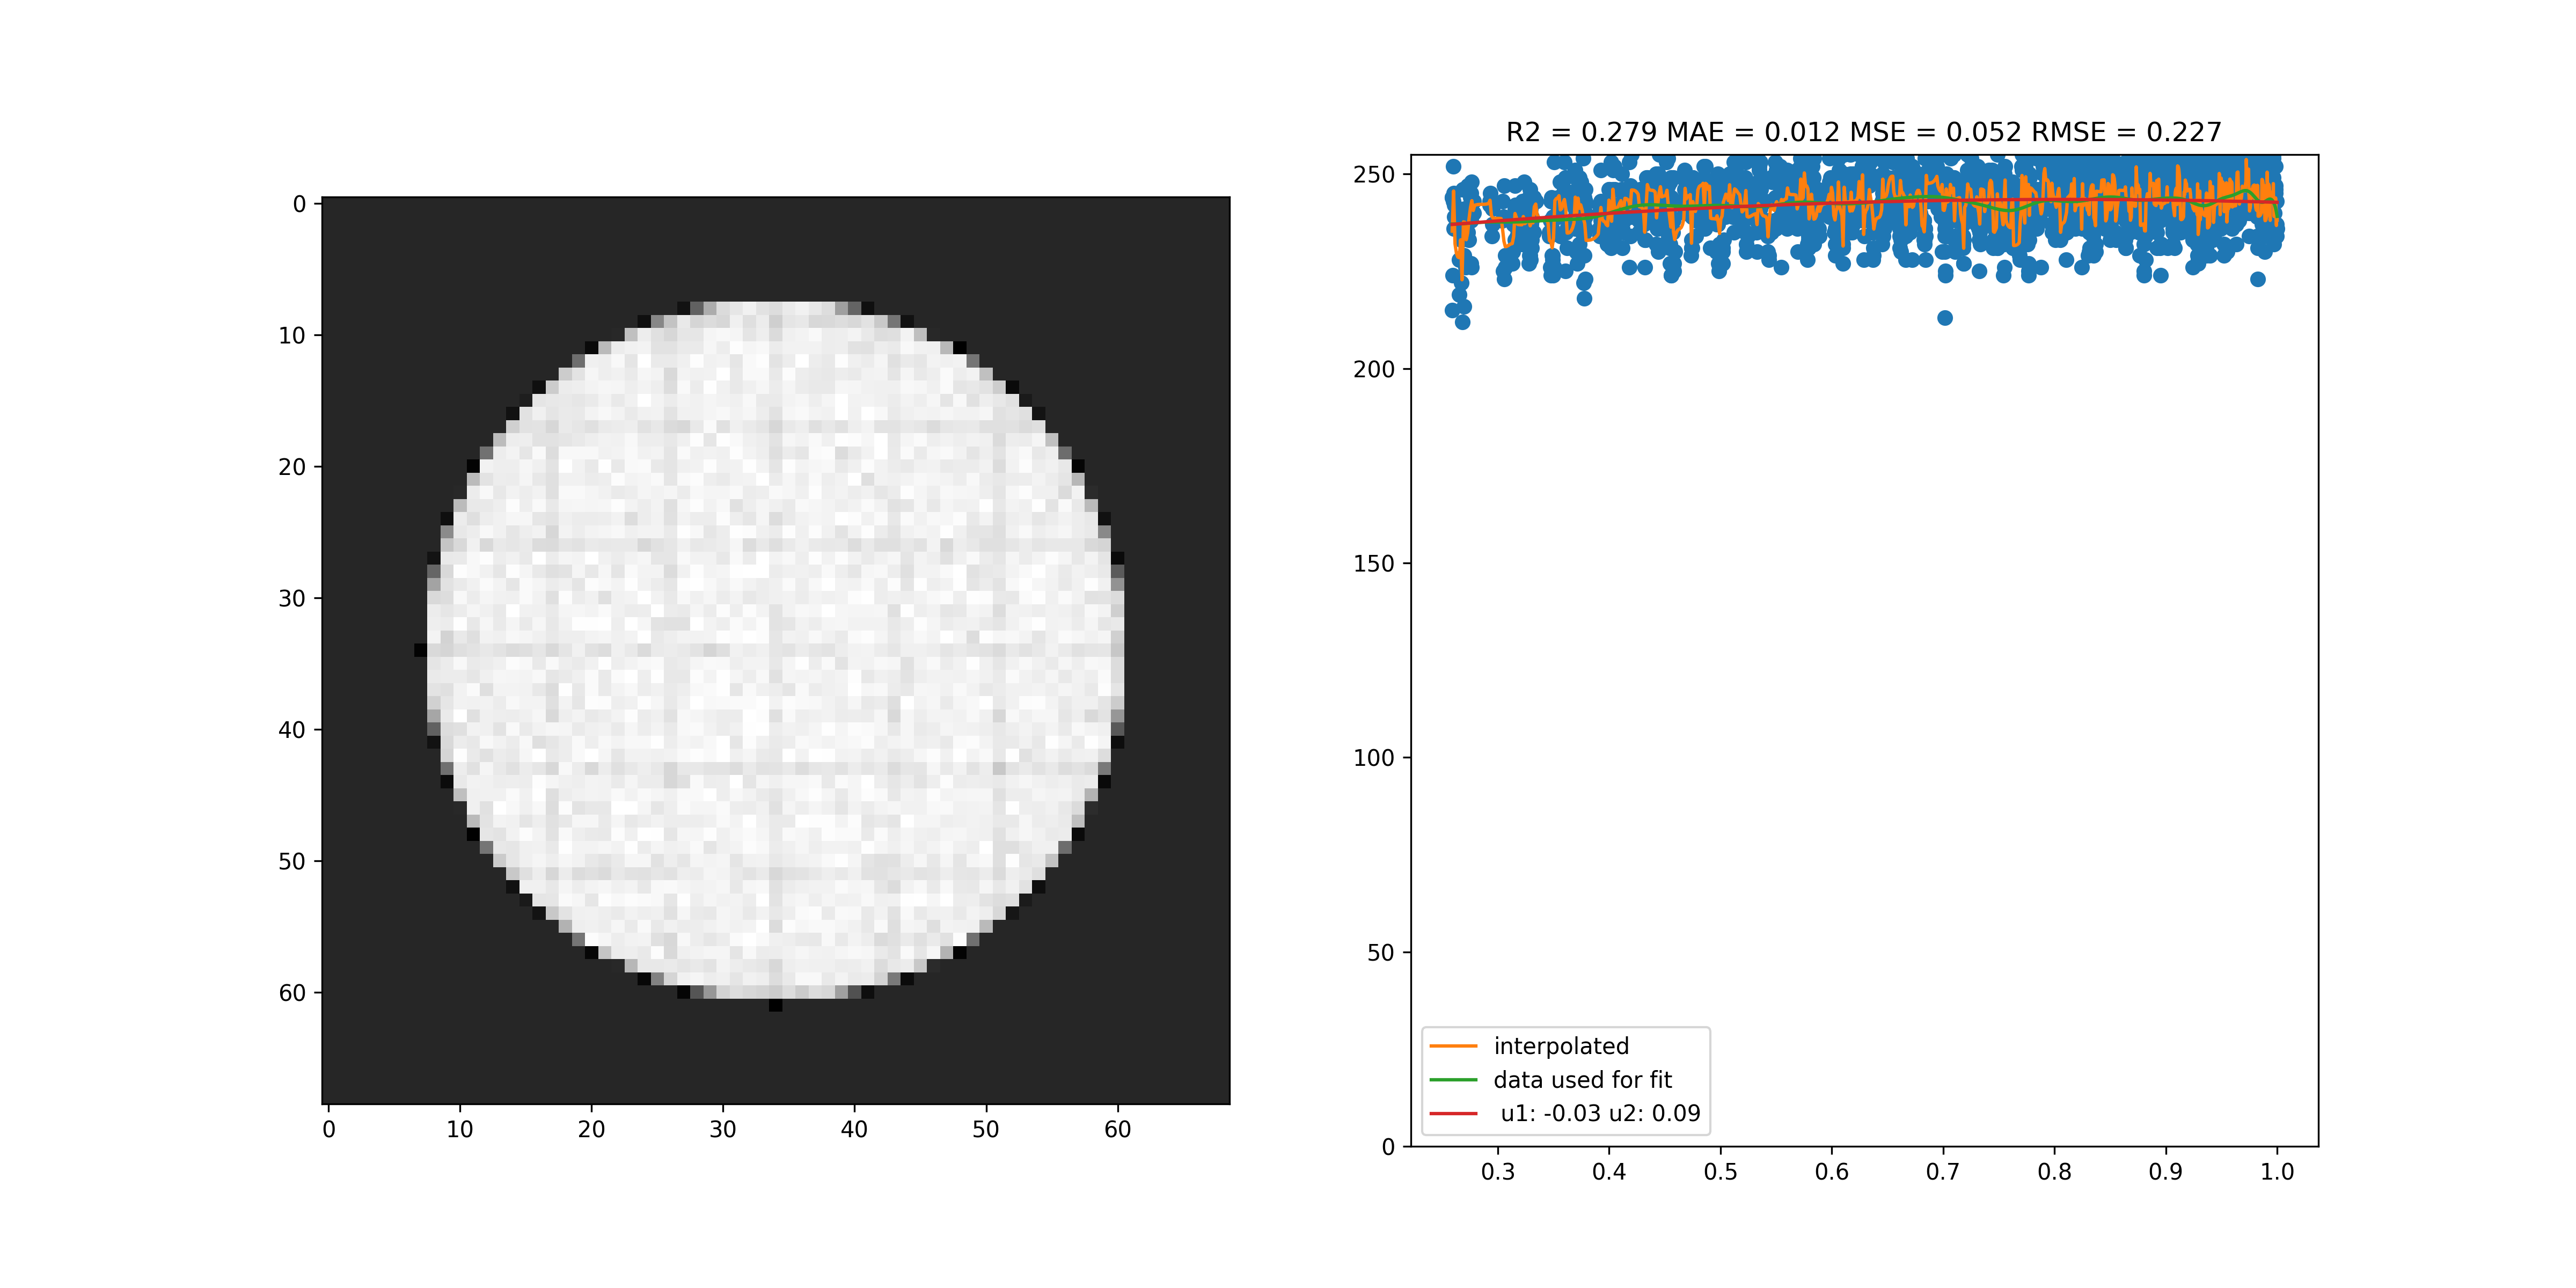 0
10
20
30
40
50
60
0 10 20 30 40 50 60
R2 = 0.279 MAE = 0.012 MSE = 0.052 RMSE = 0.227
250
200
150
100
50
0
interpolated
data used for fit
u1: -0.03 u2: 0.09
0.3 0.4 0.5 0.6 0.7 0.8 0.9 1.0